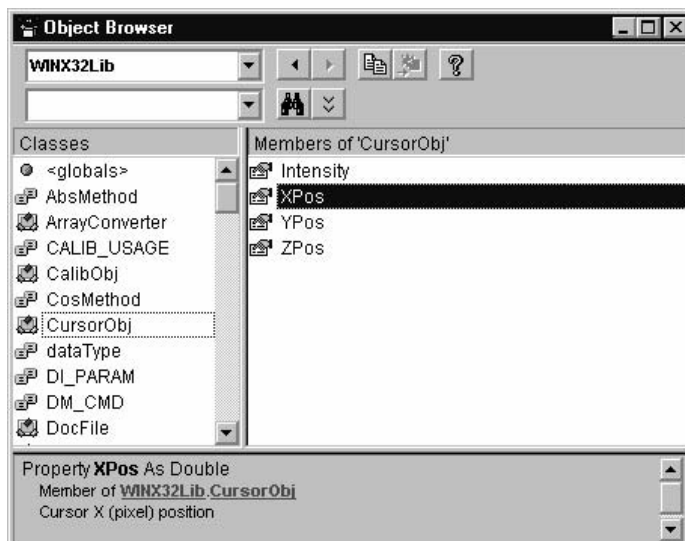 Object Browser
WINX32Lib
Classes
<globals>
AbsMethod
ArrayConverter
CALIB_USAGE
CalibObj
CosMethod
CursorObj
dataType
DI_PARAM
DM_CMD
DocFile
Members of 'CursorObj'
Intensity
XPos
YPos
ZPos
Property XPos As Double
Member of WINX32Lib.CursorObj
Cursor X (pixel) position